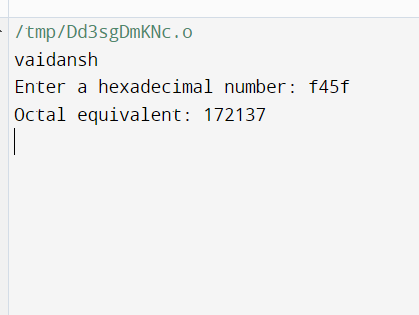 /tmp/Dd3sgDmKNc.o
vaidansh
Enter a hexadecimal number: f45f
Octal equivalent: 172137